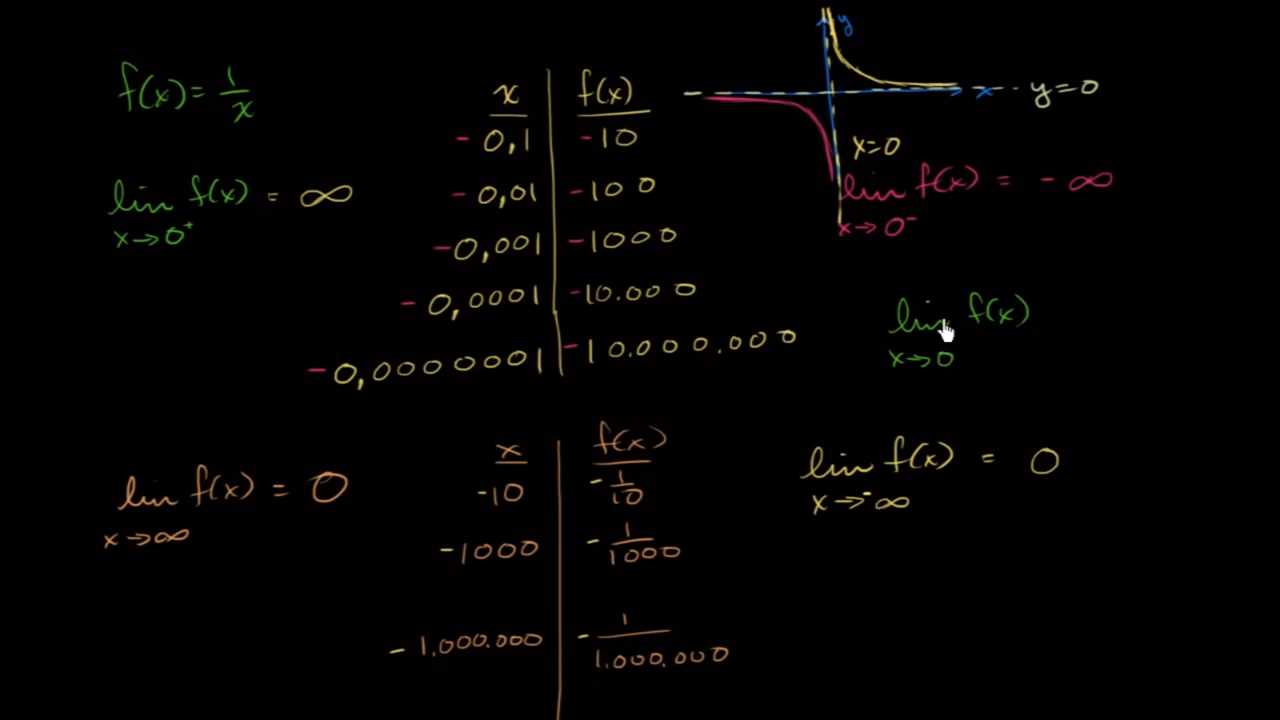 f(x) = 1/x
lim f(x) = ∞
x→0⁺
x | f(x)
-0,1 | -10
-0,01 | -100
-0,001 | -1000
-0,0001 | -10.000
-0,0000001 | -10.000.000
y
x
y=0
x=0
lim f(x) = -∞
x→0⁻
lim f(x)
x→0
lim f(x) = 0
x→∞
x | f(x)
-10 | -1/10
-1000 | -1/1000
-1.000.000 | -1/1.000.000
lim f(x) = 0
x→-∞